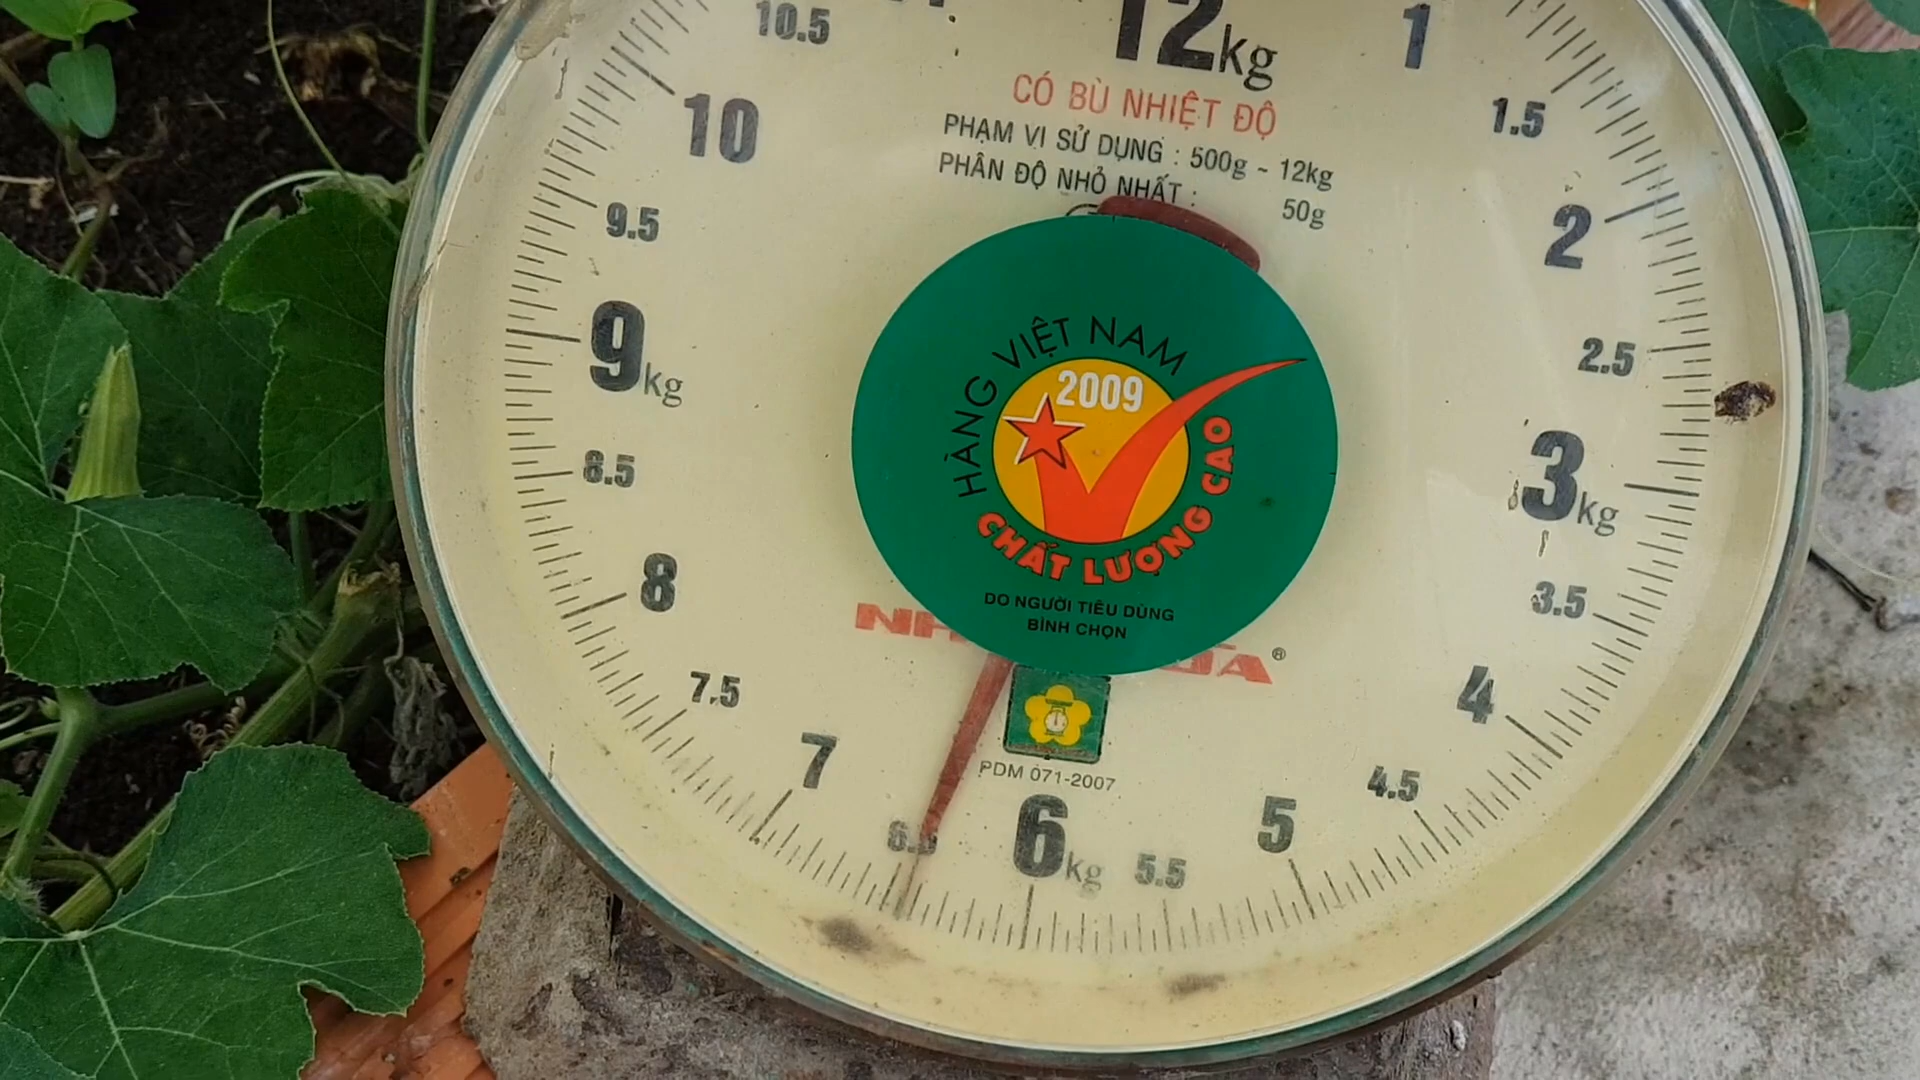 12kg
1
1.5
2
2.5
3kg
3.5
4
4.5
5
5.5
6kg
6.5
7
7.5
8
8.5
9kg
9.5
10
10.5
CÓ BÙ NHIỆT ĐỘ
PHẠM VI SỬ DỤNG : 500g - 12kg
PHÂN ĐỘ NHỎ NHẤT : 50g
HÀNG VIỆT NAM
2009
CHẤT LƯỢNG CAO
DO NGƯỜI TIÊU DÙNG
BÌNH CHỌN
®
PDM 071-2007